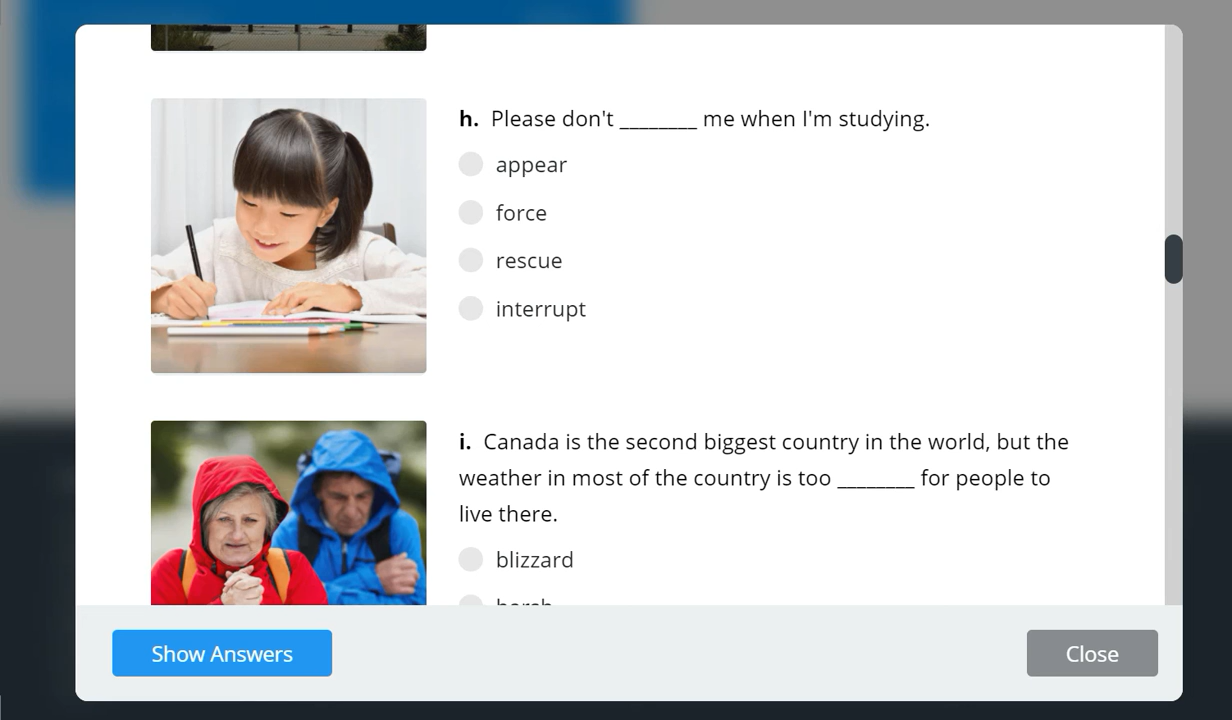 h. Please don't ________ me when I'm studying.
appear
force
rescue
interrupt
i. Canada is the second biggest country in the world, but the
weather in most of the country is too ________ for people to
live there.
blizzard
harsh
Show Answers
Close